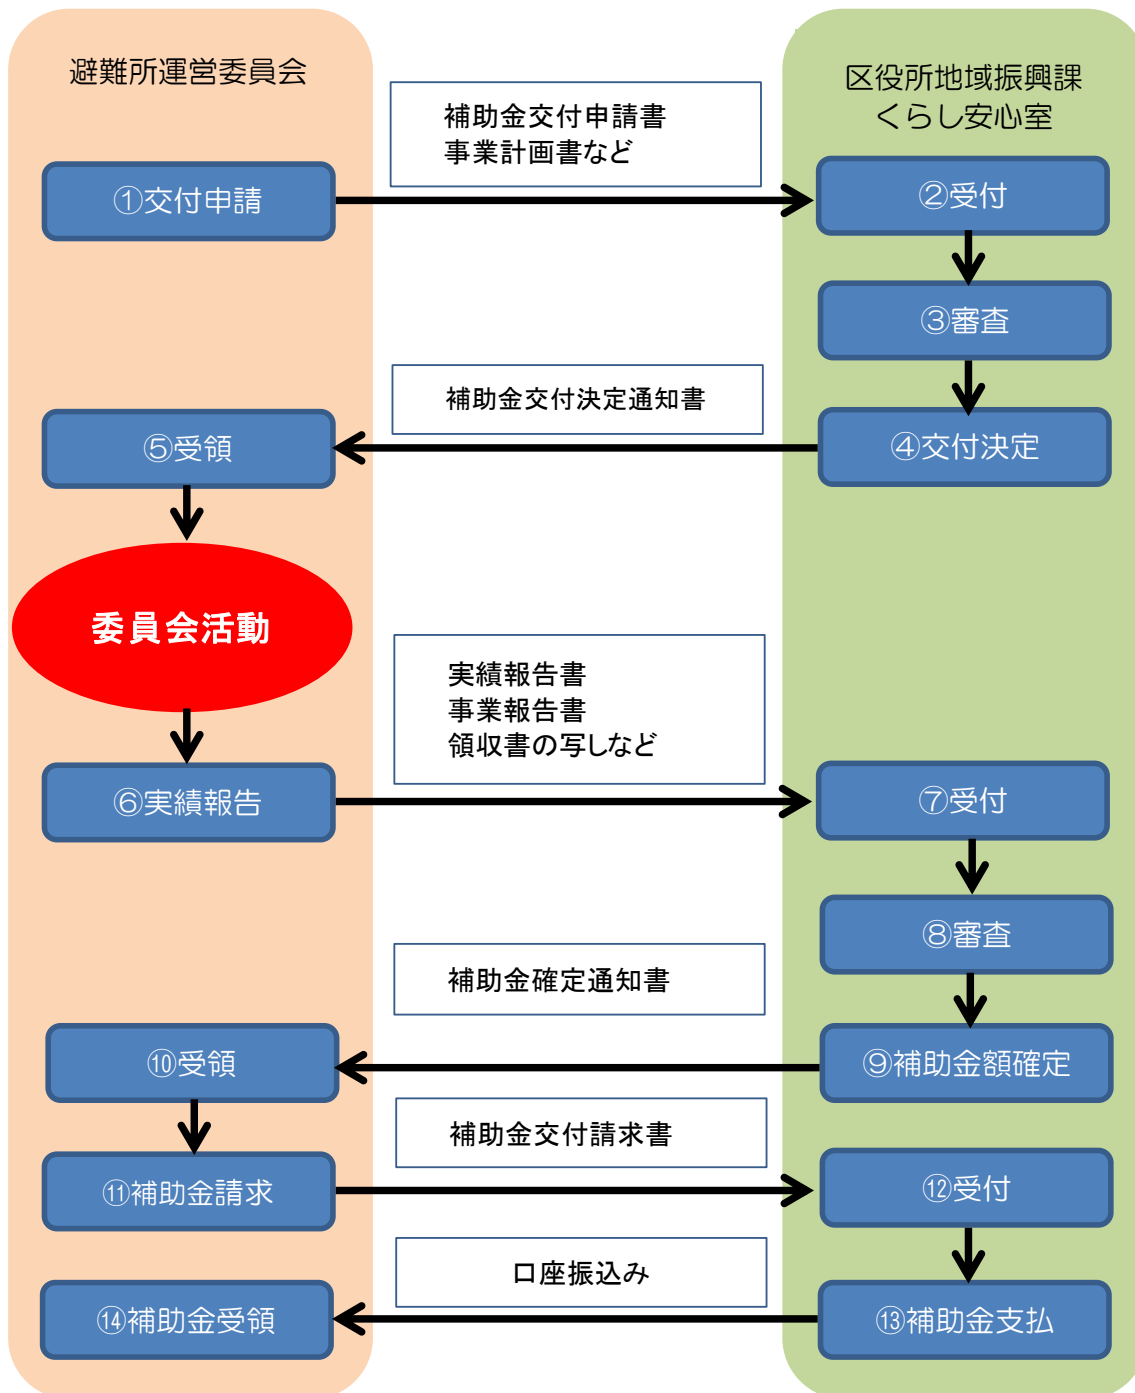 避難所運営委員会
区役所地域振興課
くらし安心室
補助金交付申請書
事業計画書など
①交付申請
②受付
③審査
補助金交付決定通知書
④交付決定
⑤受領
委員会活動
実績報告書
事業報告書
領収書の写しなど
⑥実績報告
⑦受付
⑧審査
補助金確定通知書
⑨補助金額確定
⑩受領
補助金交付請求書
⑪補助金請求
⑫受付
口座振込み
⑬補助金支払
⑭補助金受領